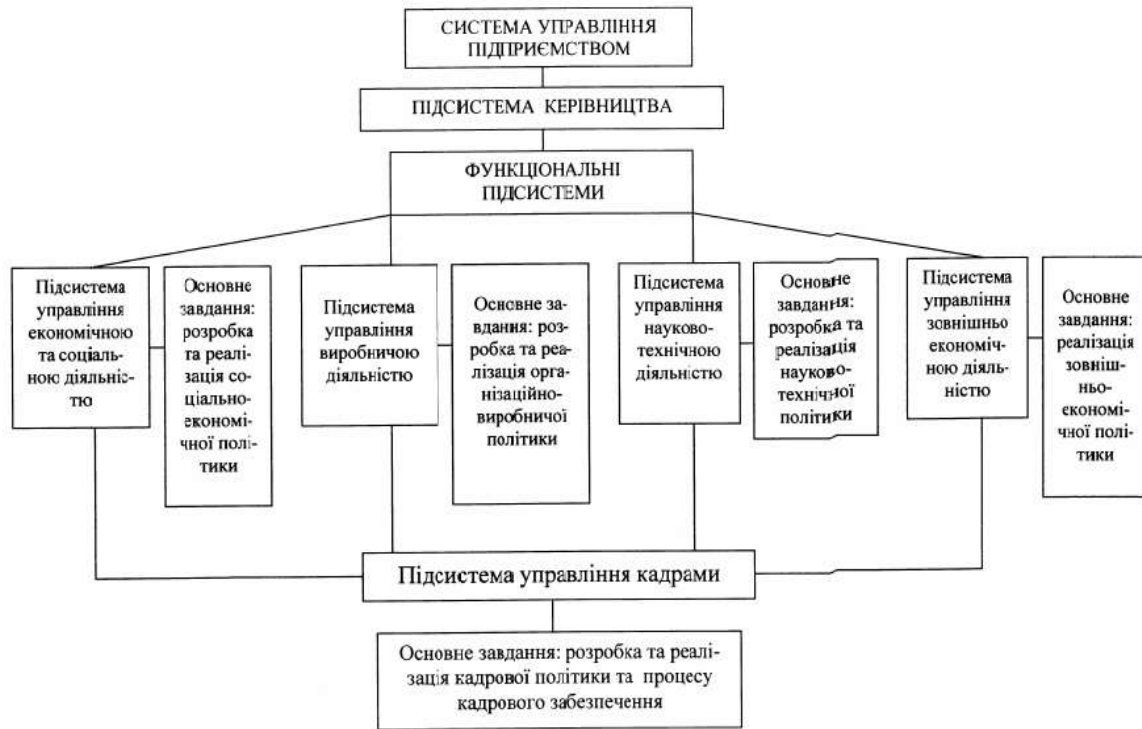 СИСТЕМА УПРАВЛІННЯ
ПІДПРИЄМСТВОМ
ПІДСИСТЕМА КЕРІВНИЦТВА
ФУНКЦІОНАЛЬНІ
ПІДСИСТЕМИ
Підсистема
управління
економічною
та соціаль-
ною діяльніс-
тю
Основне
завдання:
розробка
та реалі-
зація со-
ціально-
економі-
чної полі-
тики
Підсистема
управління
виробничою
діяльністю
Основне за-
вдання: роз-
робка та реа-
лізація орга-
нізаційно-
виробничої
політики
Підсистема
управління
науково-
технічною
діяльністю
Основне
завдання:
розробка та
реалізація
науково-
технічної
політики
Підсистема
управління
зовнішньо
економіч-
ною діяль-
ністю
Основне
завдання:
реалізація
зовніш-
ньо-
економі-
чної полі-
тики
Підсистема управління кадрами
Основне завдання: розробка та реалі-
зація кадрової політики та процесу
кадрового забезпечення